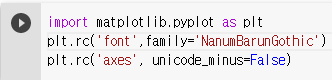 import matplotlib.pyplot as plt
plt.rc('font',family='NanumBarunGothic')
plt.rc('axes', unicode_minus=False)